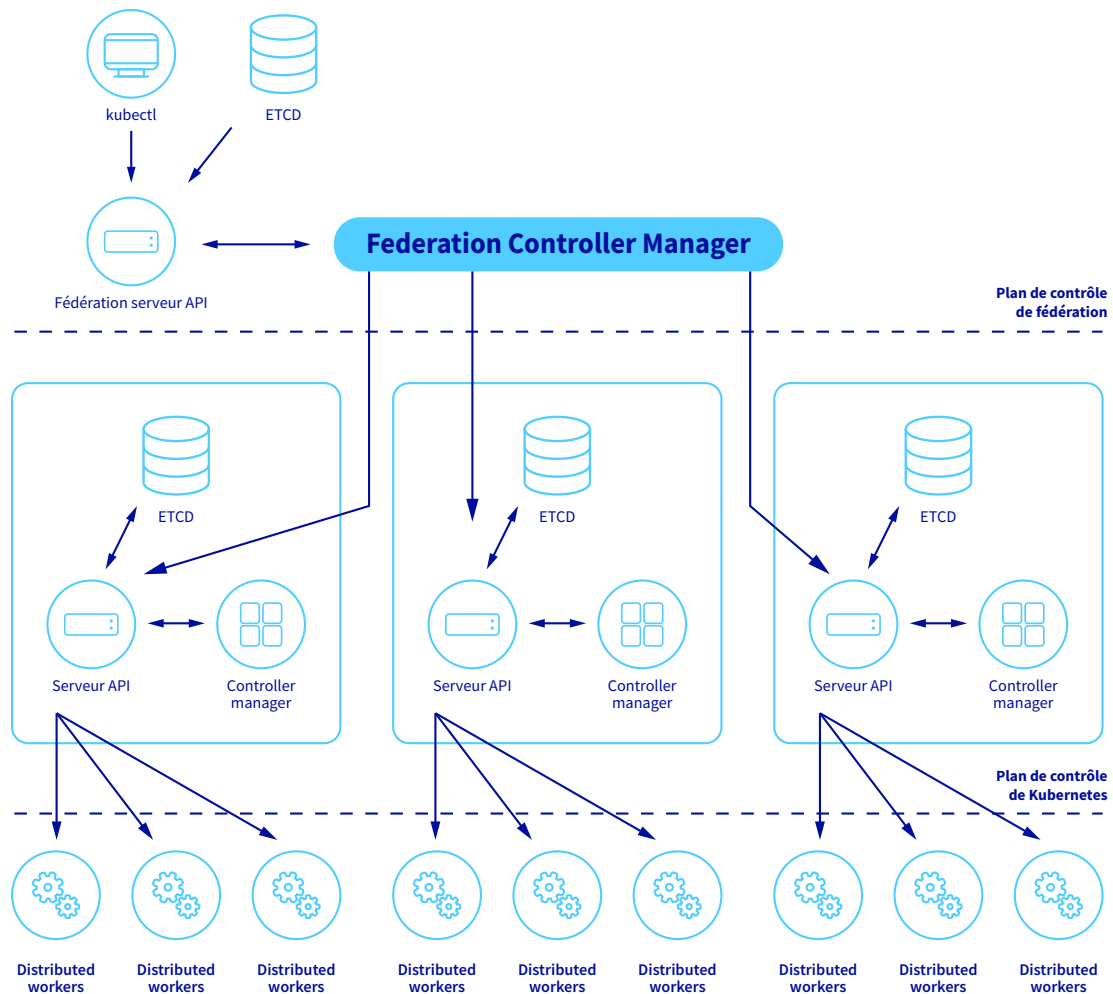 kubectl
ETCD
Federation Controller Manager
Fédération serveur API
Plan de contrôle
de fédération
ETCD
ETCD
ETCD
Serveur API
Controller
manager
Serveur API
Controller
manager
Serveur API
Controller
manager
Plan de contrôle
de Kubernetes
Distributed
workers
Distributed
workers
Distributed
workers
Distributed
workers
Distributed
workers
Distributed
workers
Distributed
workers
Distributed
workers
Distributed
workers